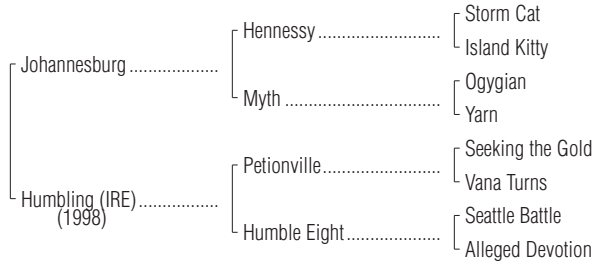 Storm Cat
Hennessy
Island Kitty
Johannesburg
Ogygian
Myth
Yarn
Seeking the Gold
Petionville
Vana Turns
Humbling (IRE)
(1998)
Seattle Battle
Humble Eight
Alleged Devotion